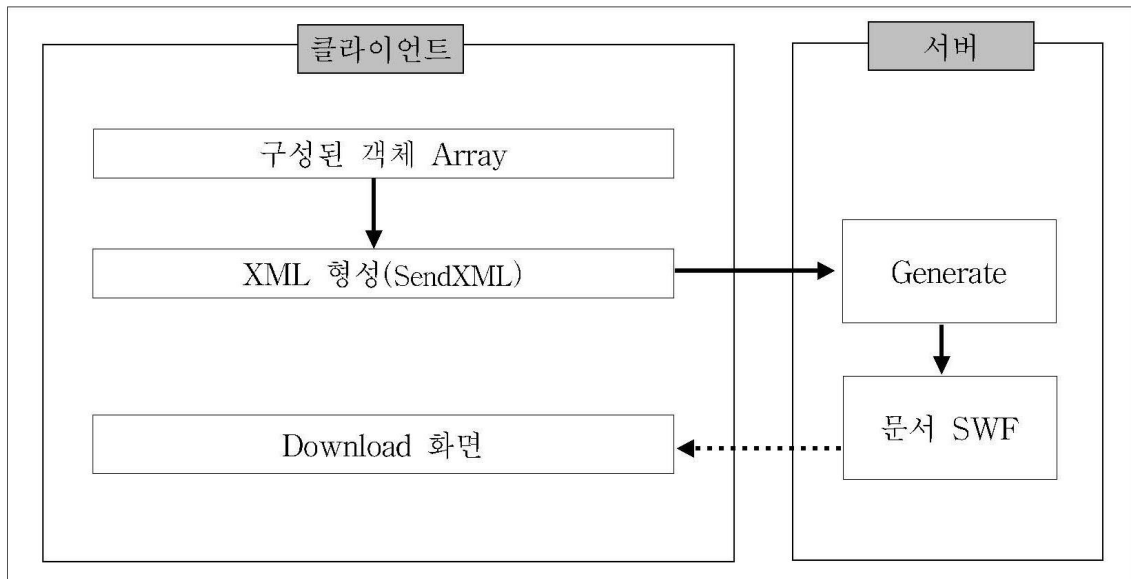 클라이언트
구성된 객체 Array
XML 형성(SendXML)
Download 화면
서버
Generate
문서 SWF